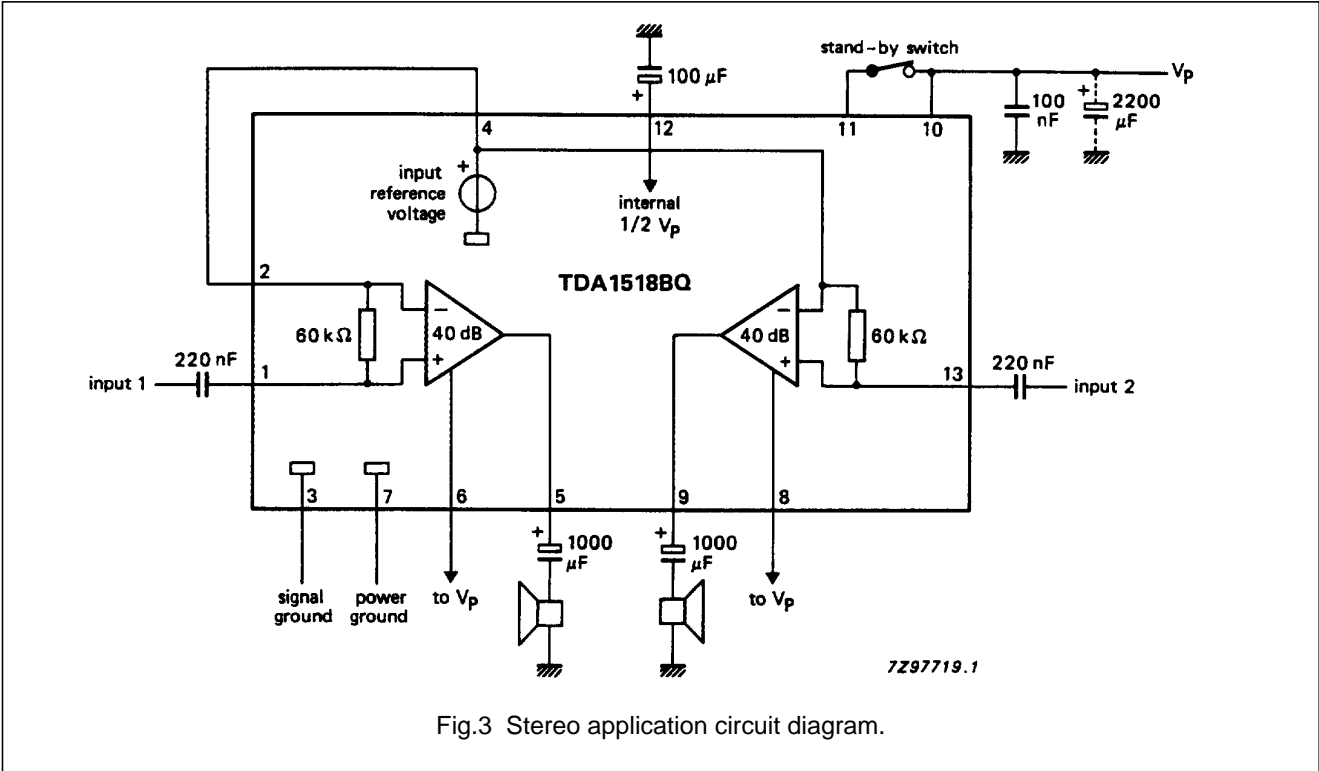 stand-by switch
100 µF
+
Vp
4
12
11
10
100
nF
+
2200
µF
+
input
reference
voltage
internal
1/2 Vp
2
TDA1518BQ
60 kΩ
−
40 dB
+
−
40 dB
+
60 kΩ
220 nF
input 1
1
13
220 nF
input 2
3
7
6
5
9
8
signal
ground
power
ground
to Vp
+
1000
µF
+
1000
µF
to Vp
7Z97719.1
Fig.3 Stereo application circuit diagram.